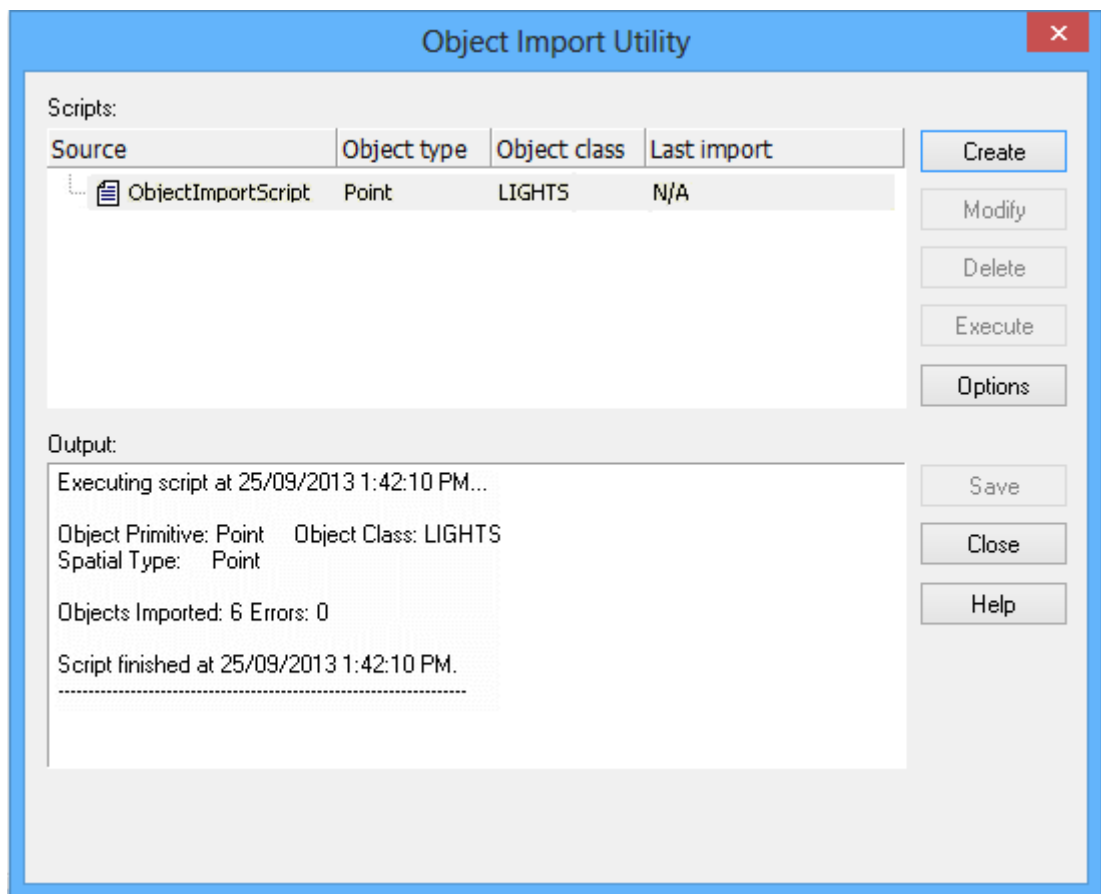 Object Import Utility
Scripts:
Source Object type Object class Last import
ObjectImportScript Point LIGHTS N/A
Create
Modify
Delete
Execute
Options
Output:
Executing script at 25/09/2013 1:42:10 PM...
Object Primitive: Point Object Class: LIGHTS
Spatial Type: Point
Objects Imported: 6 Errors: 0
Script finished at 25/09/2013 1:42:10 PM.
--------------------------------------------------------------------
Save
Close
Help